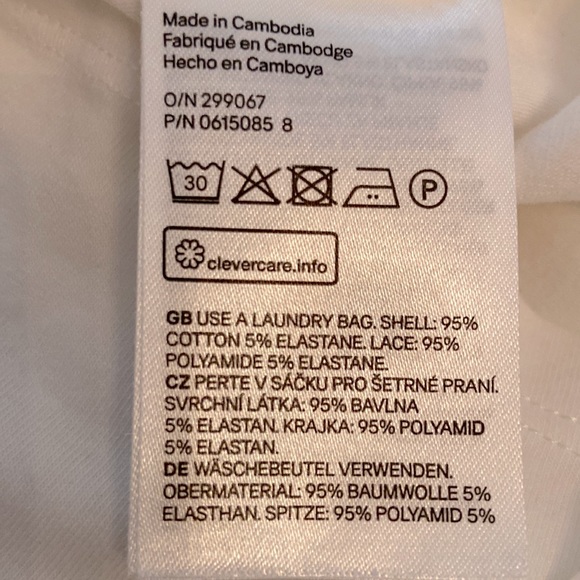 Made in Cambodia
Fabriqué en Cambodge
Hecho en Camboya
O/N 299067
P/N 0615085 8
30
P
clevercare.info
GB USE A LAUNDRY BAG. SHELL: 95%
COTTON 5% ELASTANE. LACE: 95%
POLYAMIDE 5% ELASTANE.
CZ PERTE V SÁČKU PRO ŠETRNÉ PRANÍ.
SVRCHNÍ LÁTKA: 95% BAVLNA
5% ELASTAN. KRAJKA: 95% POLYAMID
5% ELASTAN.
DE WÄSCHEBEUTEL VERWENDEN.
OBERMATERIAL: 95% BAUMWOLLE 5%
ELASTHAN. SPITZE: 95% POLYAMID 5%